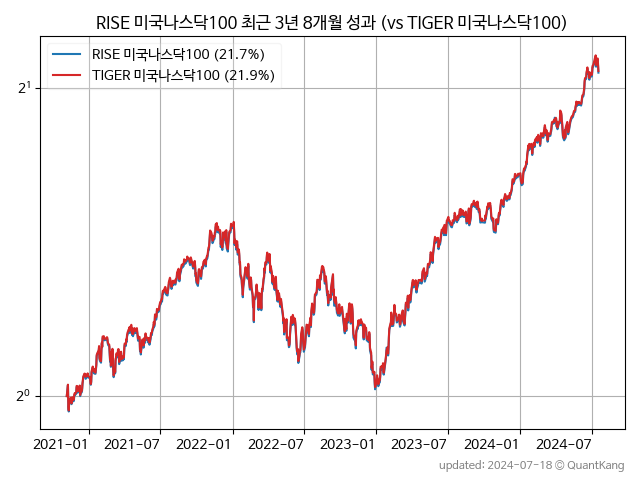 RISE 미국나스닥100 최근 3년 8개월 성과 (vs TIGER 미국나스닥100)
RISE 미국나스닥100 (21.7%)
TIGER 미국나스닥100 (21.9%)
2¹
2⁰
2021-01 2021-07 2022-01 2022-07 2023-01 2023-07 2024-01 2024-07
updated: 2024-07-18 © QuantKang